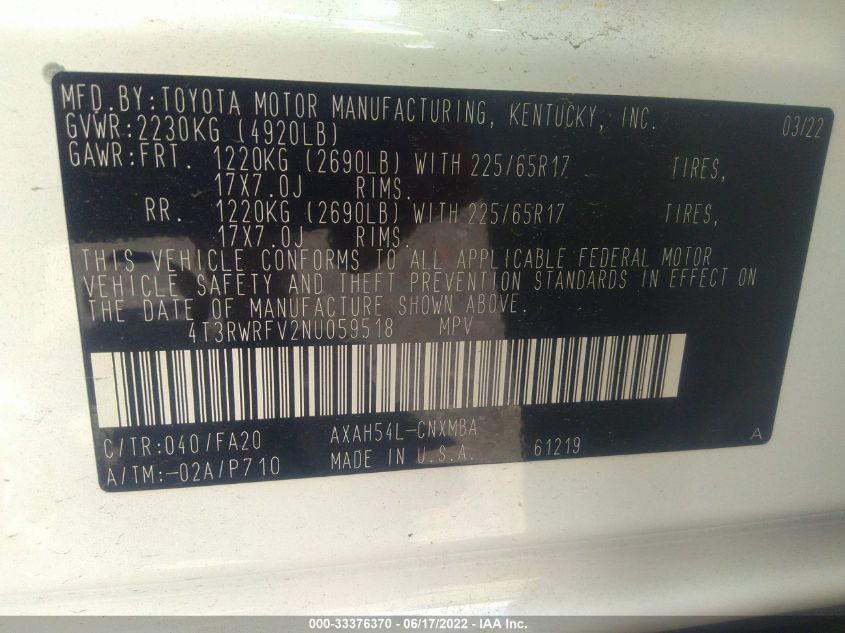 MFD.BY:TOYOTA MOTOR MANUFACTURING, KENTUCKY, INC. 03/22
GVWR:2230KG (4920LB)
GAWR:FRT. 1220KG (2690LB) WITH 225/65R17 TIRES,
17X7.0J RIMS.
RR. 1220KG (2690LB) WITH 225/65R17 TIRES,
17X7.0J RIMS.
THIS VEHICLE CONFORMS TO ALL APPLICABLE FEDERAL MOTOR
VEHICLE SAFETY AND THEFT PREVENTION STANDARDS IN EFFECT ON
THE DATE OF MANUFACTURE SHOWN ABOVE.
4T3RWRFV2NU059518 MPV
C/TR:040/FA20 AXAH54L-CNXMBA A
A/TM:-02A/P710 MADE IN U.S.A. 61219
000-33376370 - 06/17/2022 - IAA Inc.